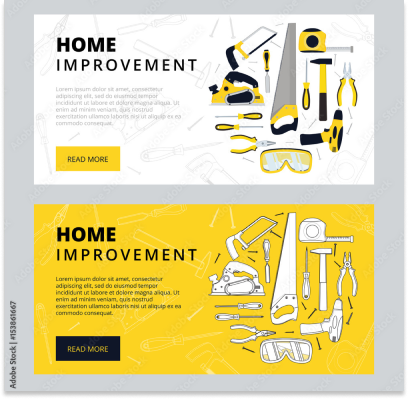 HOME
IMPROVEMENT
Lorem ipsum dolor sit amet, consectetur
adipiscing elit, sed do eiusmod tempor
incididunt ut labore et dolore magna
aliqua. Ut enim ad minim veniam, quis
nostrud exercitation ullamco laboris nisi ut
aliquip ex ea commodo consequat.
READ MORE
HOME
IMPROVEMENT
Lorem ipsum dolor sit amet, consectetur
adipiscing elit, sed do eiusmod tempor
incididunt ut labore et dolore magna
aliqua. Ut enim ad minim veniam, quis
nostrud exercitation ullamco laboris nisi ut
aliquip ex ea commodo consequat.
READ MORE
Adobe Stock | #153861667